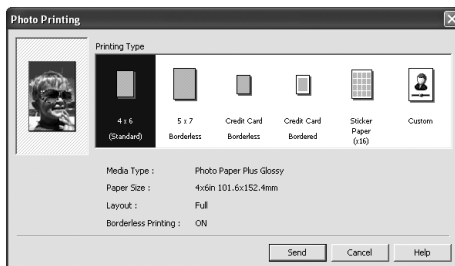 Photo Printing
Printing Type
4 x 6
(Standard)
5 x 7
Borderless
Credit Card
Borderless
Credit Card
Bordered
Sticker
Paper
(x16)
Custom
Media Type : Photo Paper Plus Glossy
Paper Size : 4x6in 101.6x152.4mm
Layout : Full
Borderless Printing : ON
Send Cancel Help